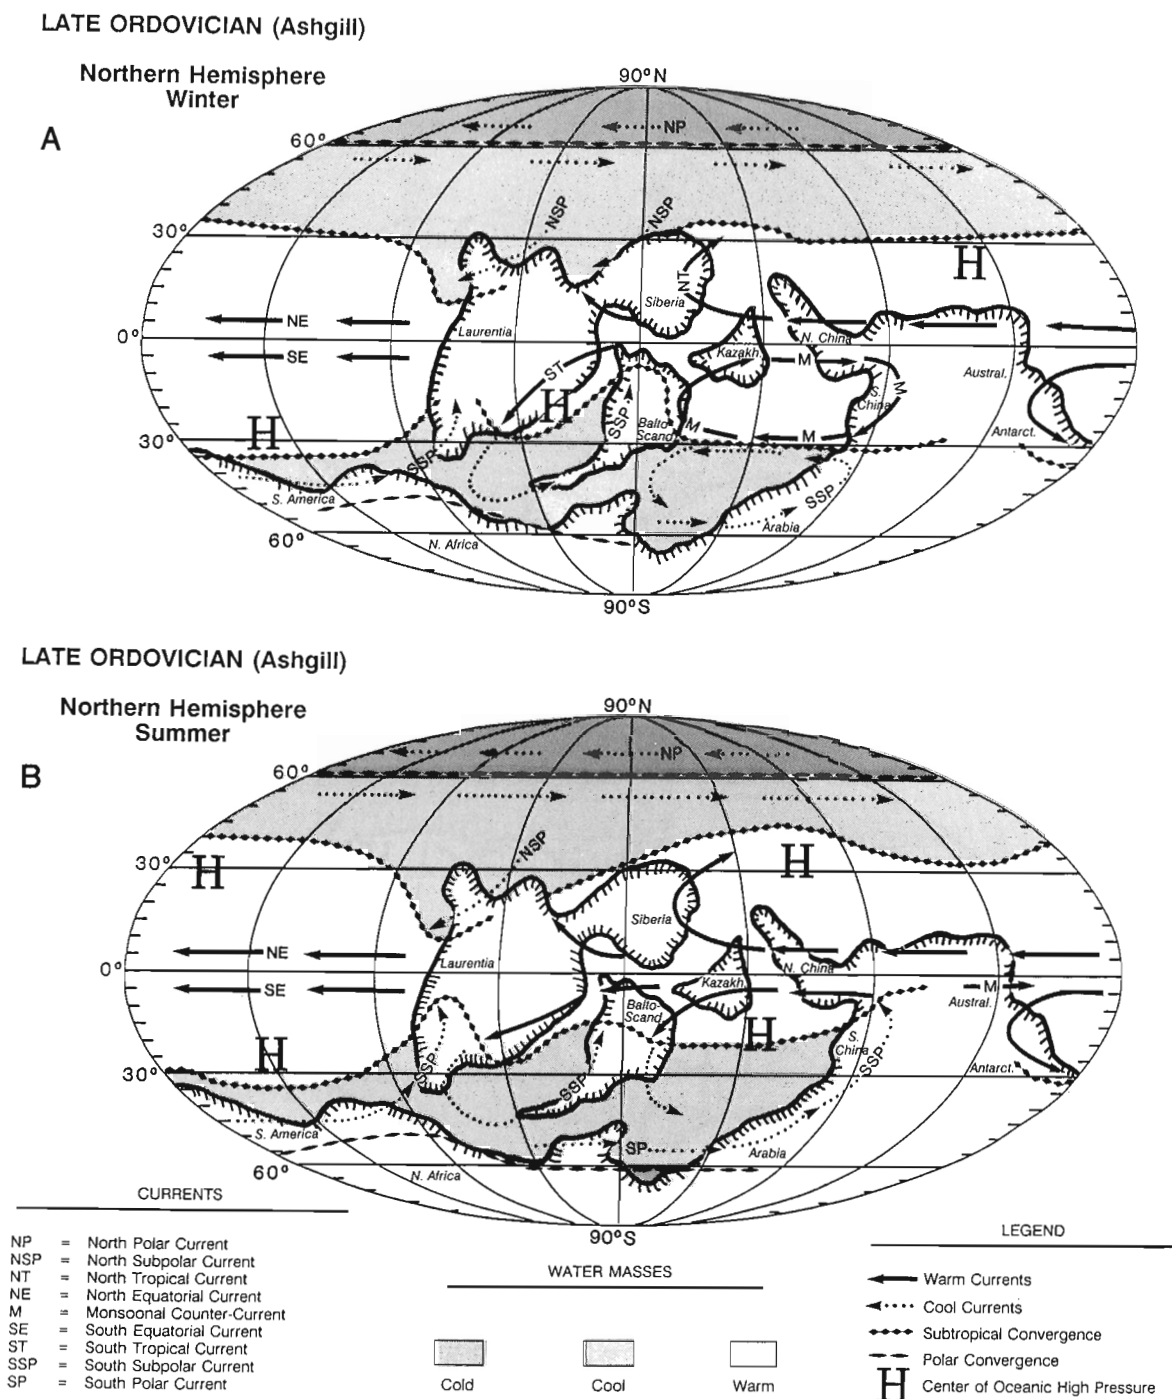 LATE ORDOVICIAN (Ashgill)
Northern Hemisphere
Winter
A
90°N
60°
NP
NSP
NSP
30°
H
NT
Siberia
NE
Laurentia
N. China
0°
SE
Kazakh.
M
Austral.
ST
M
S.
China
H
H
SSP
Balto
Scand.
M
M
Antarct.
30°
SSP
SSP
S. America
Arabia
60°
N. Africa
90°S
LATE ORDOVICIAN (Ashgill)
Northern Hemisphere
Summer
B
90°N
60°
NP
NSP
30°
H
H
Siberia
NE
Laurentia
N. China
0°
SE
Kazakh.
M
Austral.
Balto-
Scand.
H
H
S.
China
SSP
SSP
SSP
Antarct.
30°
S. America
SP
Arabia
60°
N. Africa
90°S
CURRENTS
NP = North Polar Current
NSP = North Subpolar Current
NT = North Tropical Current
NE = North Equatorial Current
M = Monsoonal Counter-Current
SE = South Equatorial Current
ST = South Tropical Current
SSP = South Subpolar Current
SP = South Polar Current
WATER MASSES
Cold Cool Warm
LEGEND
Warm Currents
Cool Currents
Subtropical Convergence
Polar Convergence
H Center of Oceanic High Pressure